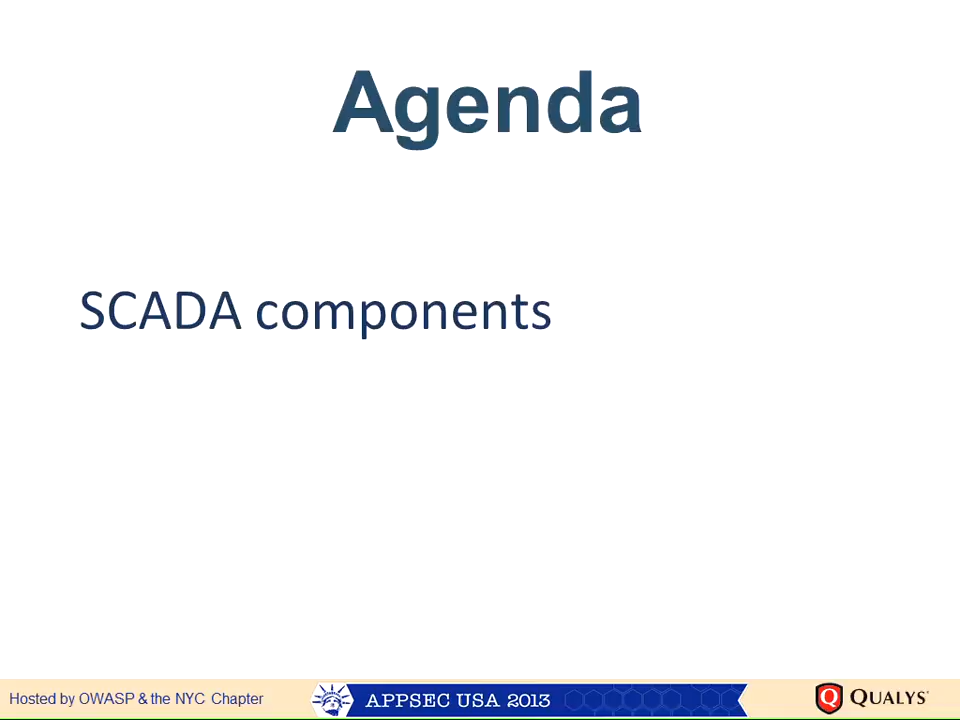 Agenda
SCADA components
Hosted by OWASP & the NYC Chapter
APPSEC USA 2013
QUALYS